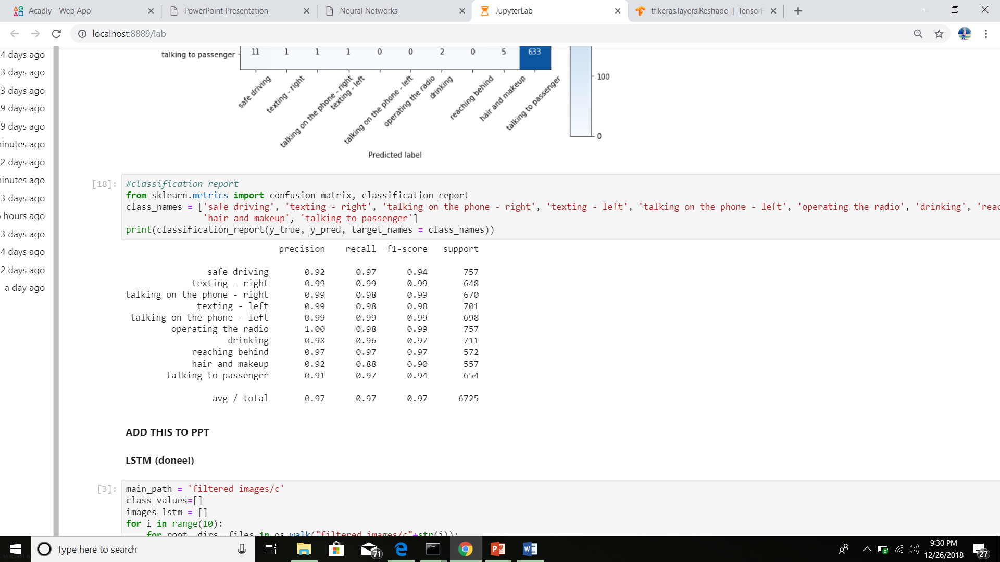 Acadly - Web App
PowerPoint Presentation
Neural Networks
JupyterLab
tf.keras.layers.Reshape | TensorF
localhost:8889/lab
4 days ago
3 days ago
3 days ago
9 days ago
9 days ago
minutes ago
2 days ago
minutes ago
3 days ago
hours ago
3 days ago
4 days ago
2 days ago
a day ago
talking to passenger 11 1 1 1 0 0 2 0 5 633
100
0
safe driving
texting - right
talking on the phone - right
texting - left
talking on the phone - left
operating the radio
drinking
reaching behind
hair and makeup
talking to passenger
Predicted label
[18]:
#classification report
from sklearn.metrics import confusion_matrix, classification_report
class_names = ['safe driving', 'texting - right', 'talking on the phone - right', 'texting - left', 'talking on the phone - left', 'operating the radio', 'drinking', 'reac
'hair and makeup', 'talking to passenger']
print(classification_report(y_true, y_pred, target_names = class_names))
precision recall f1-score support
safe driving 0.92 0.97 0.94 757
texting - right 0.99 0.99 0.99 648
talking on the phone - right 0.99 0.98 0.99 670
texting - left 0.99 0.98 0.98 701
talking on the phone - left 0.99 0.99 0.99 698
operating the radio 1.00 0.98 0.99 757
drinking 0.98 0.96 0.97 711
reaching behind 0.97 0.97 0.97 572
hair and makeup 0.92 0.88 0.90 557
talking to passenger 0.91 0.97 0.94 654
avg / total 0.97 0.97 0.97 6725
ADD THIS TO PPT
LSTM (donee!)
[3]:
main_path = 'filtered images/c'
class_values=[]
images_lstm = []
for i in range(10):
for root, dirs, files in os.walk("filtered images/c"+str(i)):
Type here to search
71
9:30 PM
12/26/2018
27